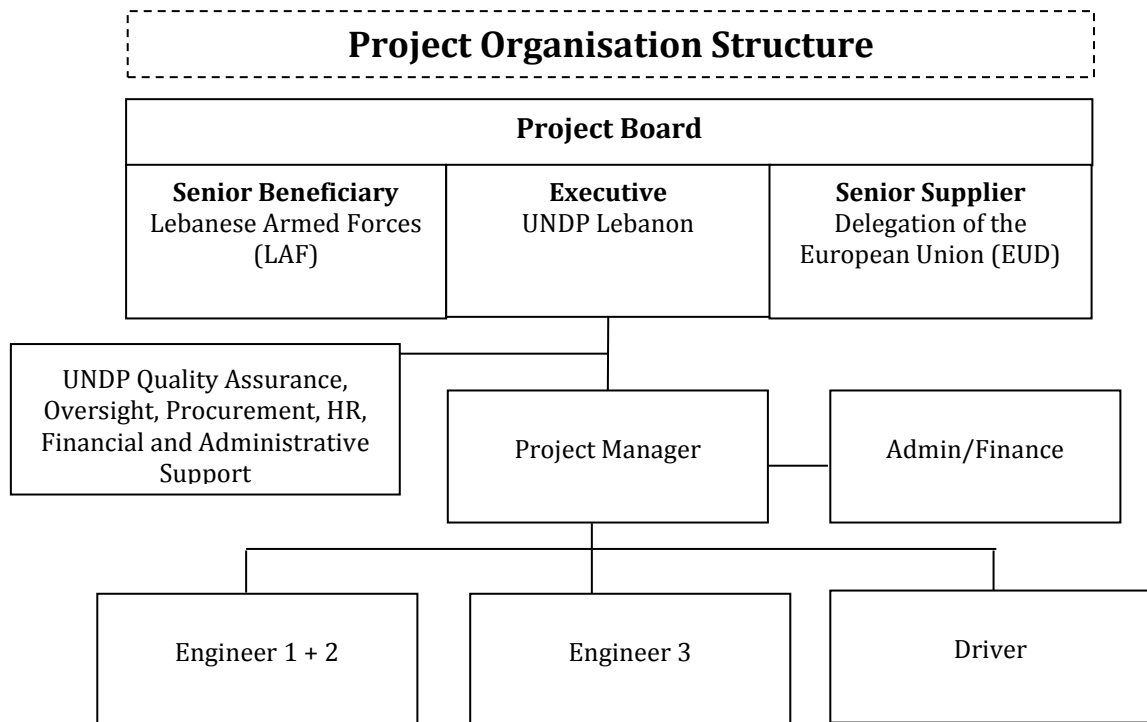 Project Organisation Structure
Project Board
Senior Beneficiary
Lebanese Armed Forces
(LAF)
Executive
UNDP Lebanon
Senior Supplier
Delegation of the
European Union (EUD)
UNDP Quality Assurance,
Oversight, Procurement, HR,
Financial and Administrative
Support
Project Manager
Admin/Finance
Engineer 1 + 2
Engineer 3
Driver